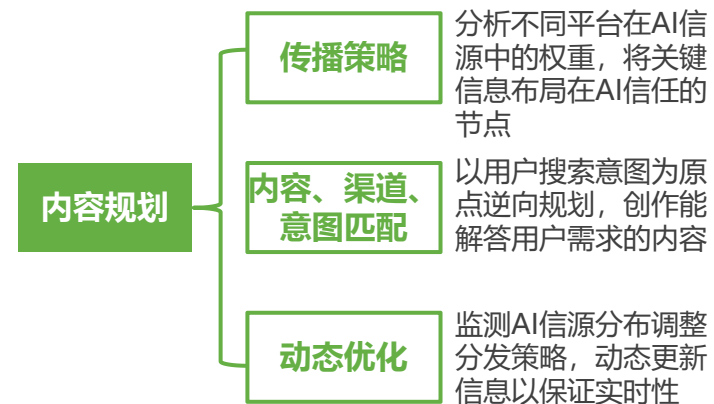 内容规划
传播策略
分析不同平台在AI信
源中的权重，将关键
信息布局在AI信任的
节点
内容、渠道、
意图匹配
以用户搜索意图为原
点逆向规划，创作能
解答用户需求的内容
动态优化
监测AI信源分布调整
分发策略，动态更新
信息以保证实时性